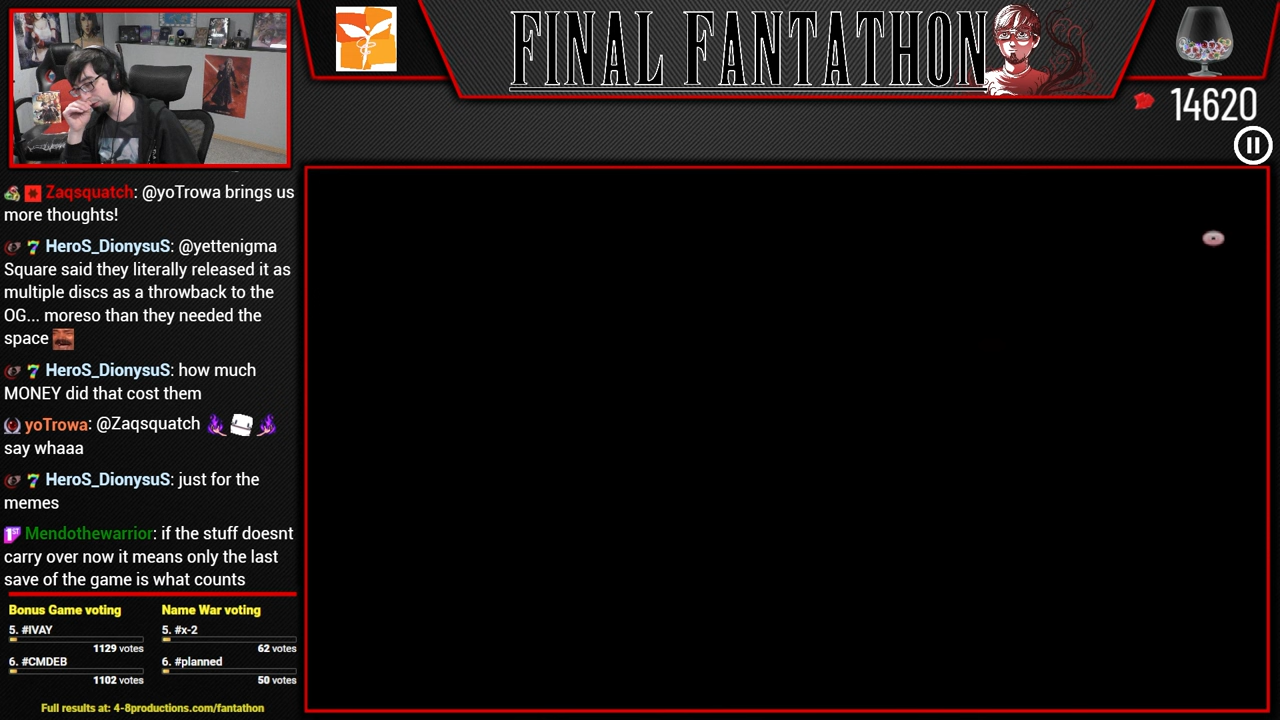 FINAL FANTATHON
14620
Zaqsquatch: @yoTrowa brings us
more thoughts!
HeroS_DionysuS: @yettenigma
Square said they literally released it as
multiple discs as a throwback to the
OG... moreso than they needed the
space
HeroS_DionysuS: how much
MONEY did that cost them
yoTrowa: @Zaqsquatch
say whaaa
HeroS_DionysuS: just for the
memes
Mendothewarrior: if the stuff doesnt
carry over now it means only the last
save of the game is what counts
Bonus Game voting
5. #IVAY
1129 votes
6. #CMDEB
1102 votes
Name War voting
5. #x-2
62 votes
6. #planned
50 votes
Full results at: 4-8productions.com/fantathon